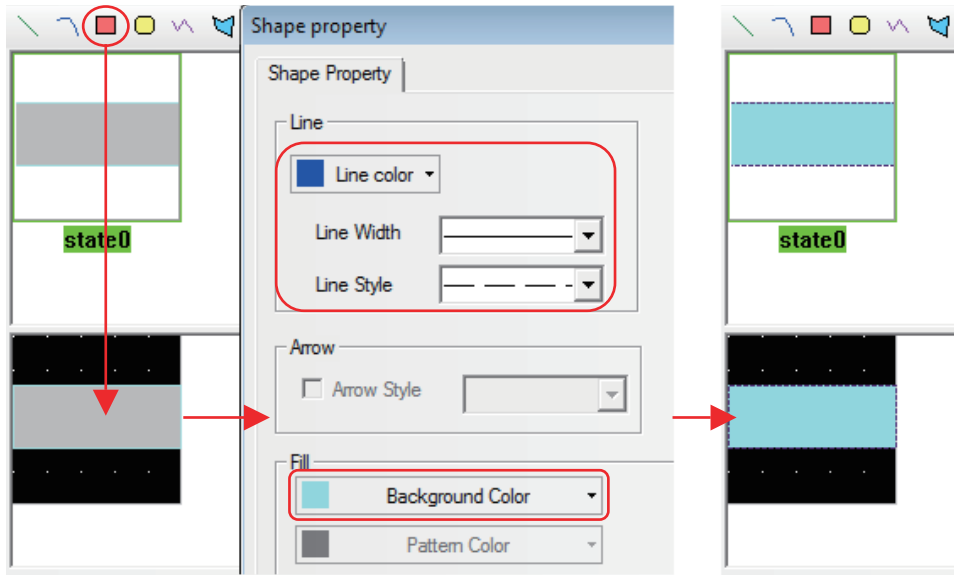 Shape property
Shape Property
Line
Line color
Line Width
Line Style
Arrow
Arrow Style
Fill
Background Color
Pattern Color
state0
state0